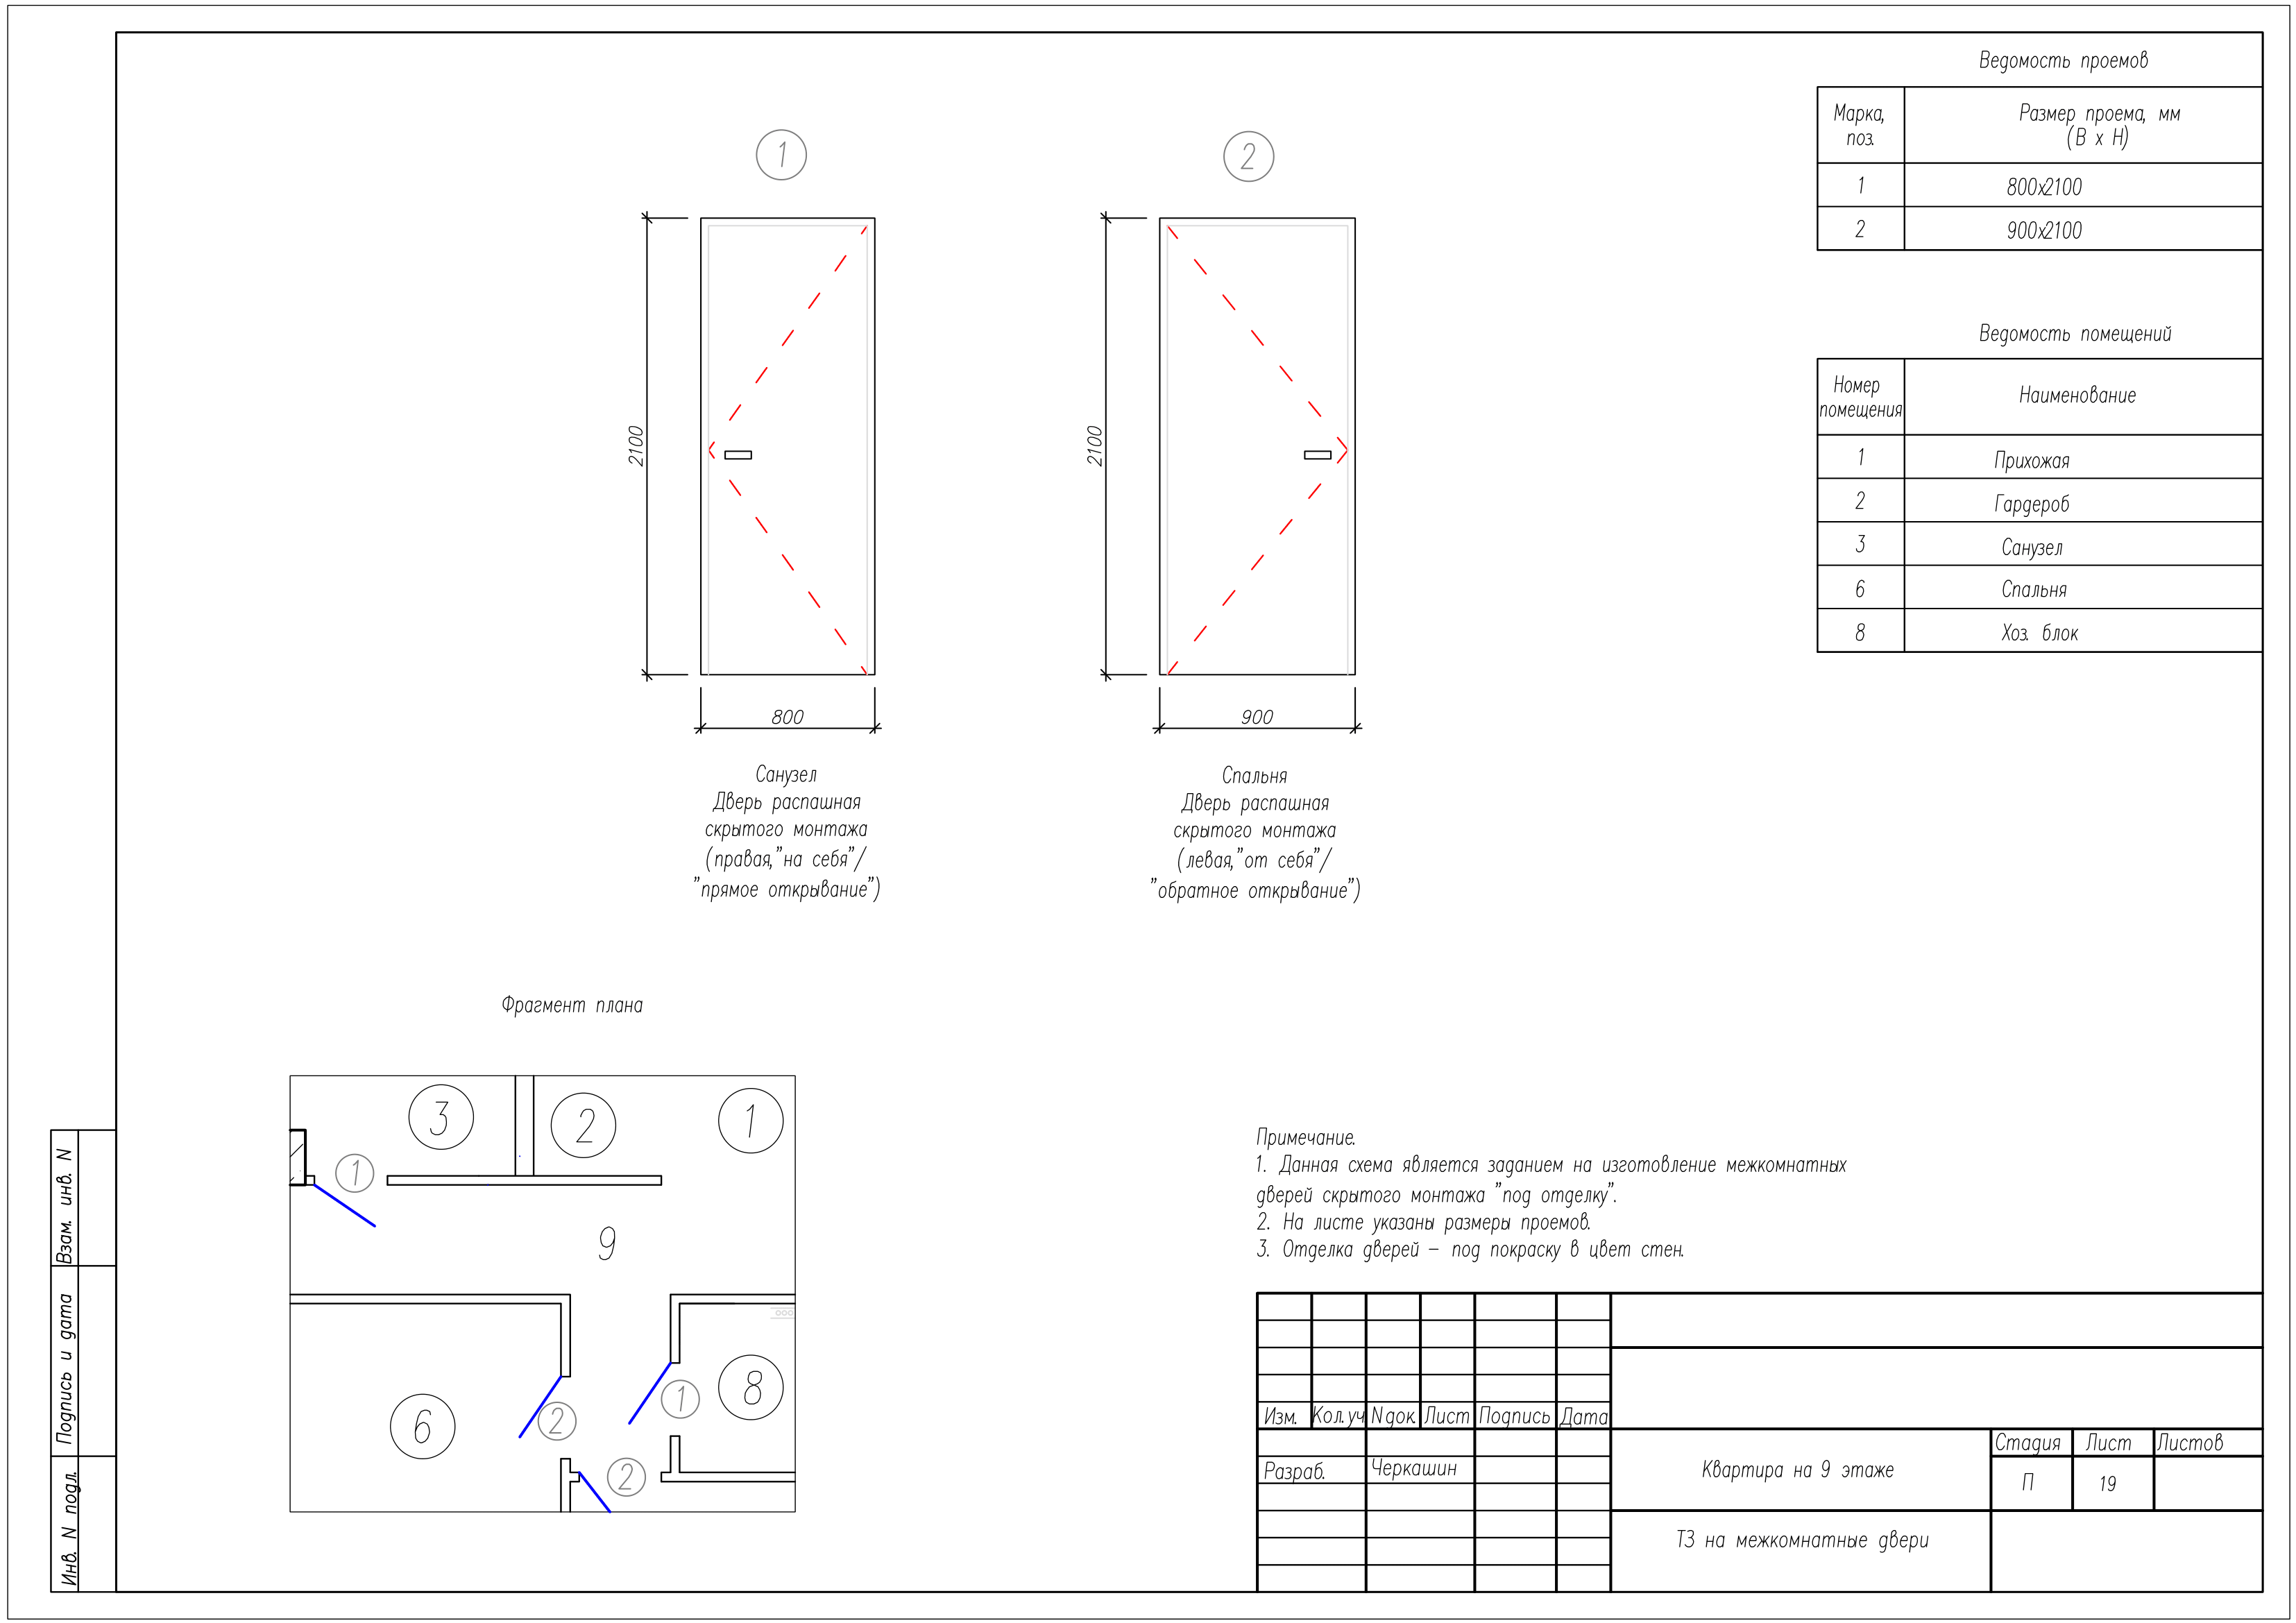 Ведомость проемов
Марка,
поз.
Размер проема, мм
(В х Н)
1
800х2100
2
900х2100
Ведомость помещений
Номер
помещения
Наименование
1
Прихожая
2
Гардероб
3
Санузел
6
Спальня
8
Хоз. блок
1
2100
800
Санузел
Дверь распашная
скрытого монтажа
(правая,"на себя"/
"прямое открывание")
2
2100
900
Спальня
Дверь распашная
скрытого монтажа
(левая,"от себя"/
"обратное открывание")
Фрагмент плана
3
2
1
1
9
6
2
1
8
2
Примечание.
1. Данная схема является заданием на изготовление межкомнатных
дверей скрытого монтажа "под отделку".
2. На листе указаны размеры проемов.
3. Отделка дверей - под покраску в цвет стен.
Изм. Кол.уч N док. Лист Подпись Дата
Разраб. Черкашин
Квартира на 9 этаже
Стадия Лист Листов
П 19
ТЗ на межкомнатные двери
Взам. инв. N
Подпись и дата
Инв. N подл.